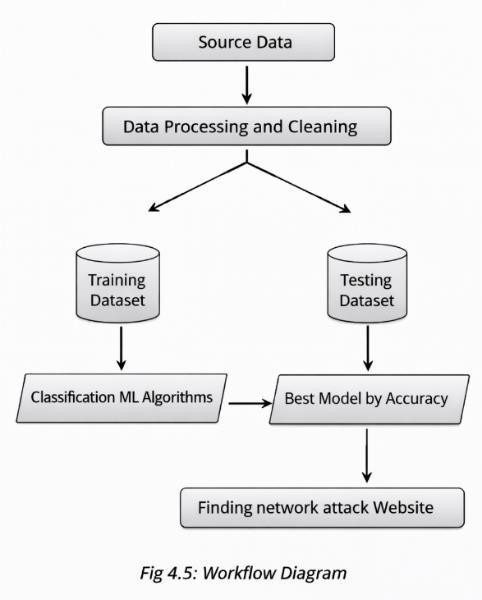 Source Data
Data Processing and Cleaning
Training
Dataset
Testing
Dataset
Classification ML Algorithms
Best Model by Accuracy
Finding network attack Website
Fig 4.5: Workflow Diagram